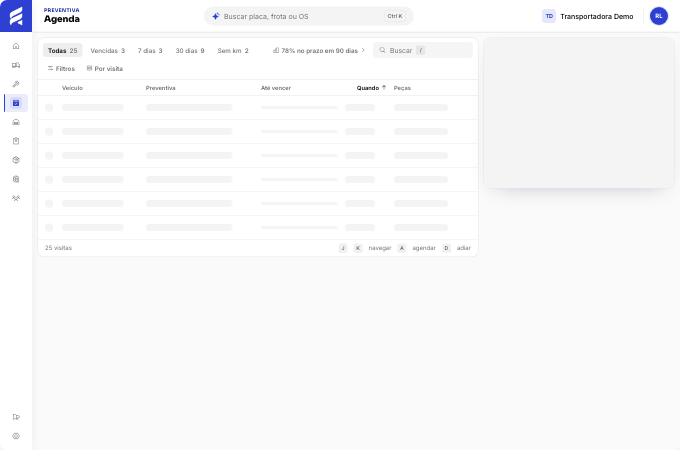 PREVENTIVA
Agenda
Buscar placa, frota ou OS
Ctrl K
TD
Transportadora Demo
RL
Todas 25
Vencidas 3
7 dias 3
30 dias 9
Sem km 2
78% no prazo em 90 dias
Buscar /
Filtros
Por visita
Veículo
Preventiva
Até vencer
Quando
Peças
25 visitas
J K navegar A agendar D adiar